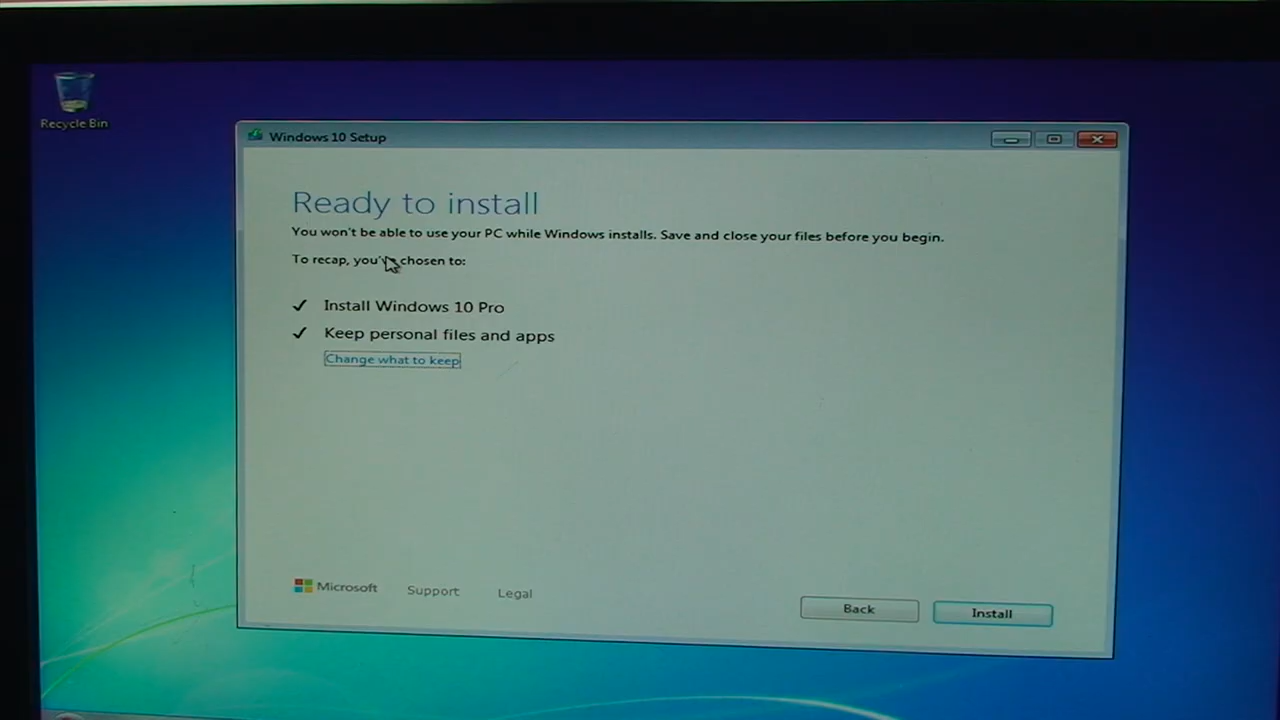 Recycle Bin
Windows 10 Setup
Ready to install
You won't be able to use your PC while Windows installs. Save and close your files before you begin.
To recap, you've chosen to:
Install Windows 10 Pro
Keep personal files and apps
Change what to keep
Microsoft Support Legal
Back Install